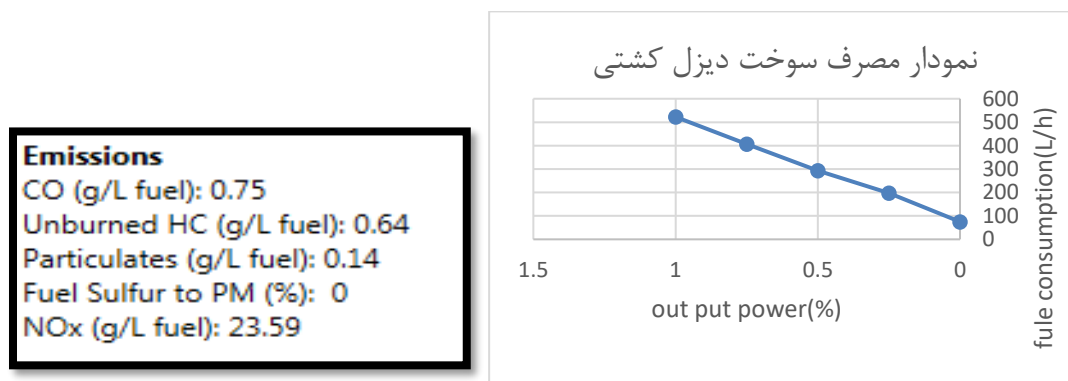 Emissions
CO (g/L fuel): 0.75
Unburned HC (g/L fuel): 0.64
Particulates (g/L fuel): 0.14
Fuel Sulfur to PM (%): 0
NOx (g/L fuel): 23.59
نمودار مصرف سوخت دیزل کشتی
600
500
400
300
200
100
0
fule consumption(L/h)
1.5 1 0.5 0
out put power(%)